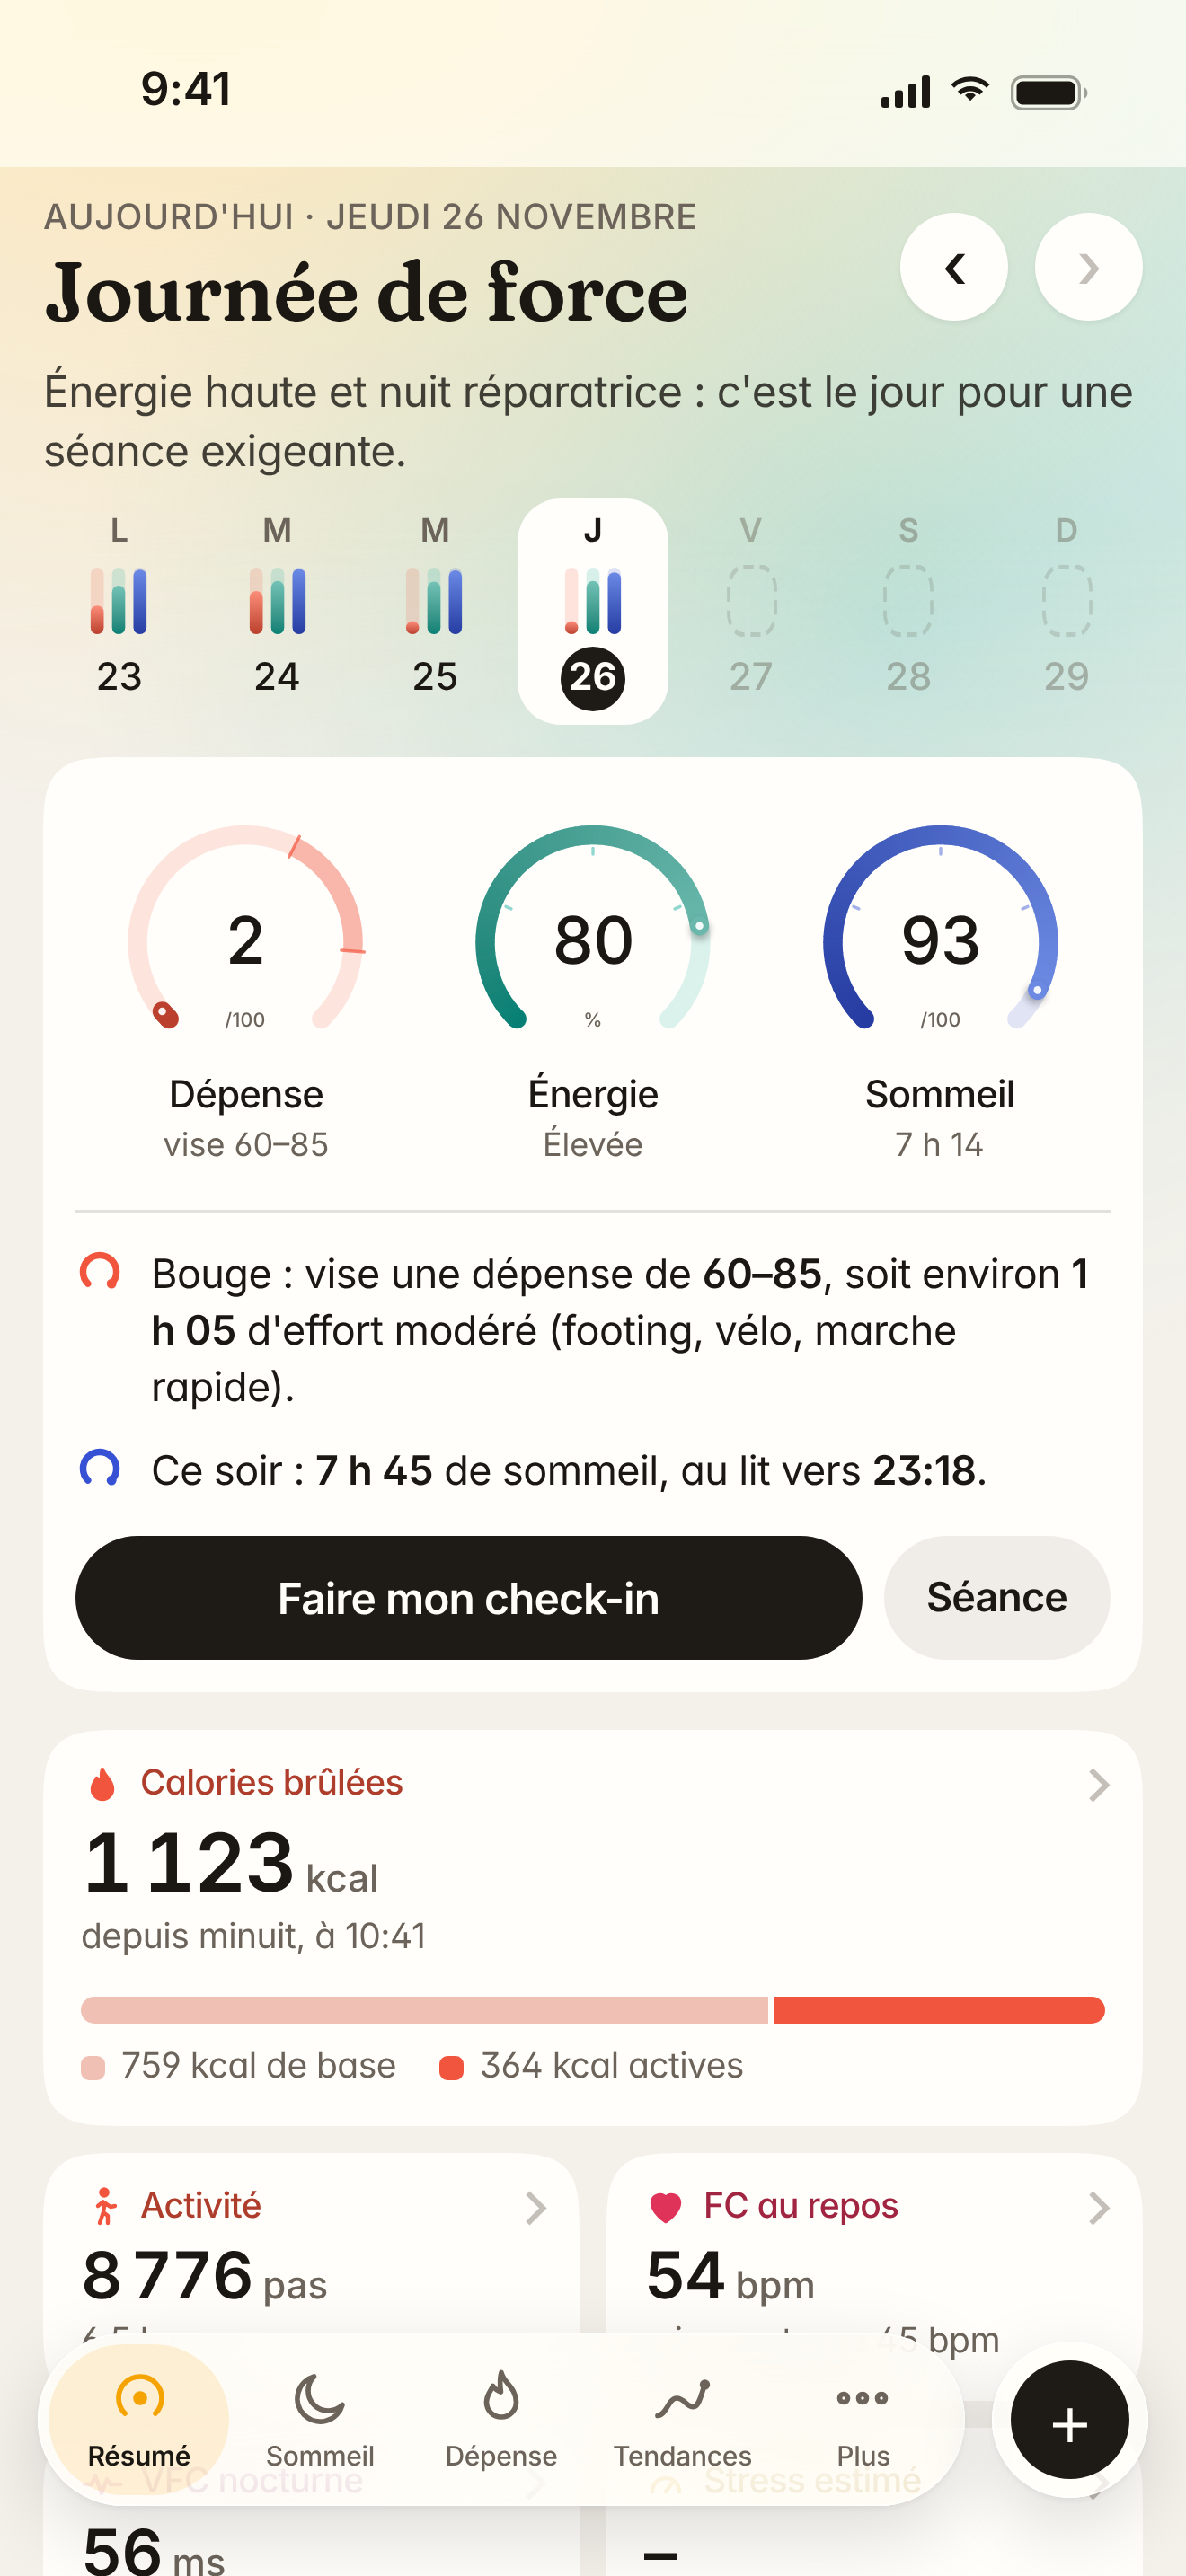 9:41
AUJOURD'HUI · JEUDI 26 NOVEMBRE
Journée de force
Énergie haute et nuit réparatrice : c'est le jour pour une
séance exigeante.
L M M J V S D
23 24 25 26 27 28 29
2 80 93
/100 % /100
Dépense Énergie Sommeil
vise 60–85 Élevée 7 h 14
Bouge : vise une dépense de 60–85, soit environ 1
h 05 d'effort modéré (footing, vélo, marche
rapide).
Ce soir : 7 h 45 de sommeil, au lit vers 23:18.
Faire mon check-in Séance
Calories brûlées
1 123 kcal
depuis minuit, à 10:41
759 kcal de base 364 kcal actives
Activité FC au repos
8 776 pas 54 bpm
45 bpm
Résumé Sommeil Dépense Tendances Plus +
VFC nocturne Stress estimé
56 ms –